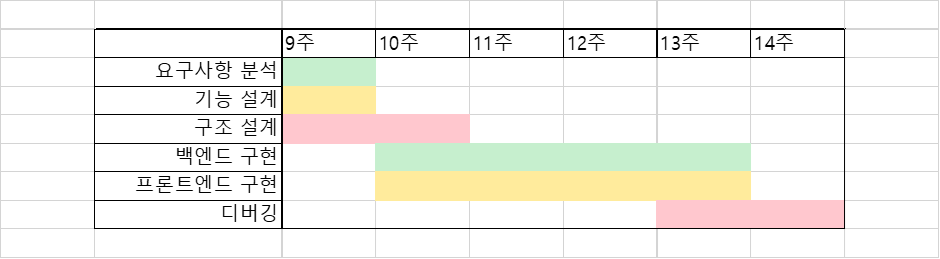 9주 10주 11주 12주 13주 14주
요구사항 분석
기능 설계
구조 설계
백엔드 구현
프론트엔드 구현
디버깅